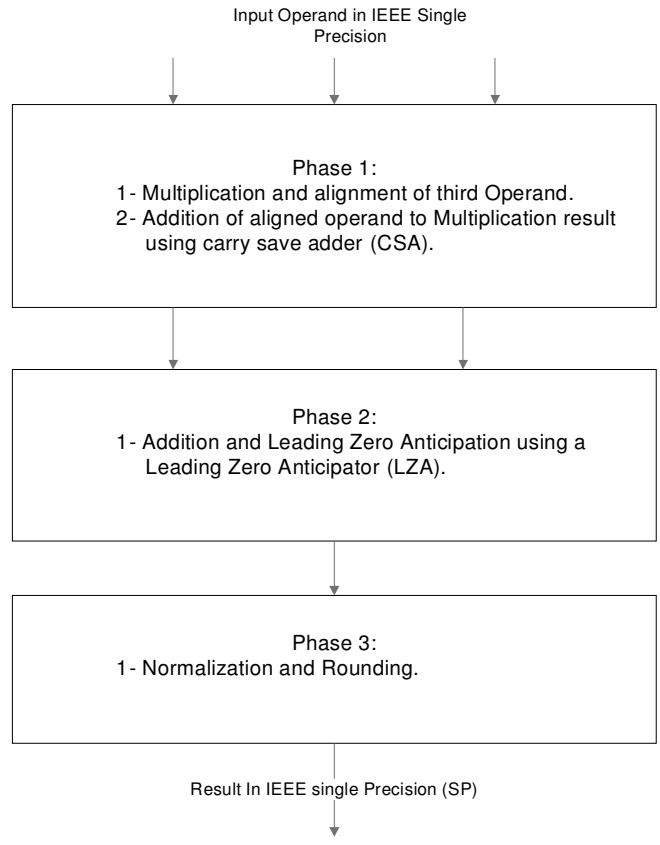 Input Operand in IEEE Single
Precision
Phase 1:
1- Multiplication and alignment of third Operand.
2- Addition of aligned operand to Multiplication result
using carry save adder (CSA).
Phase 2:
1- Addition and Leading Zero Anticipation using a
Leading Zero Anticipator (LZA).
Phase 3:
1- Normalization and Rounding.
Result In IEEE single Precision (SP)